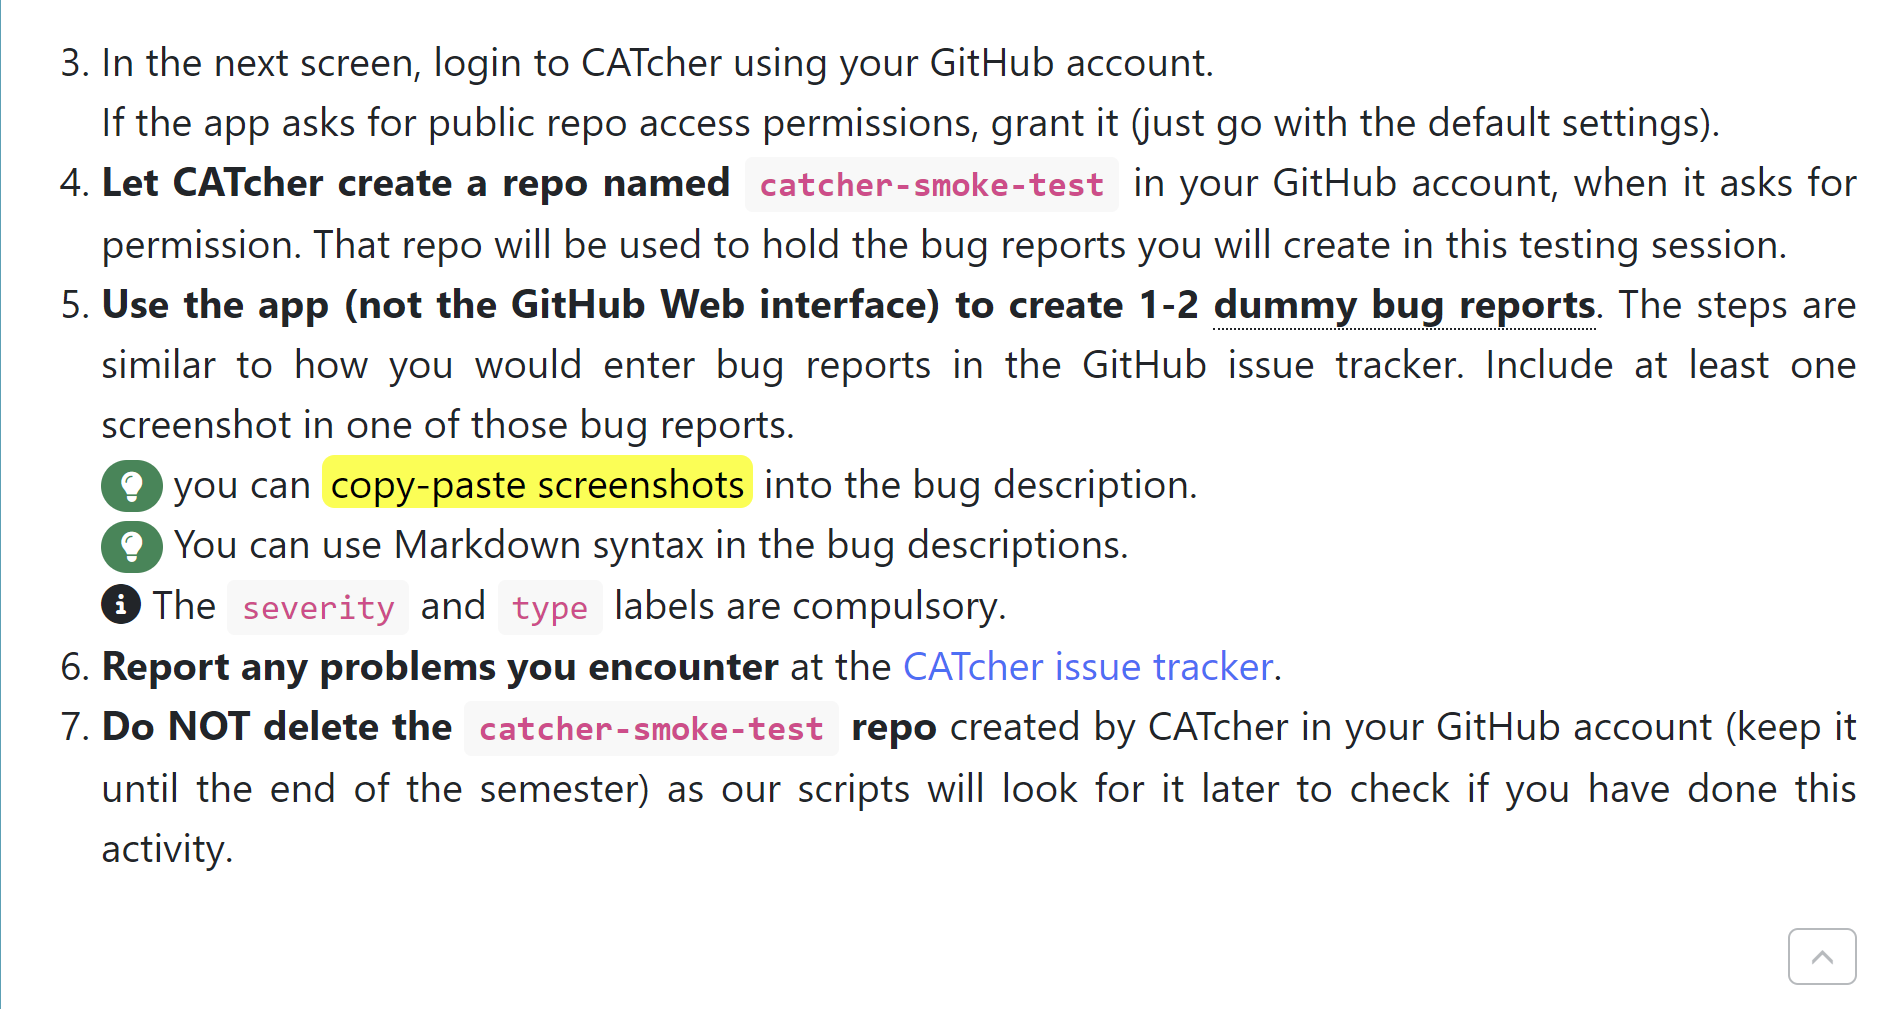 3. In the next screen, login to CATcher using your GitHub account.
If the app asks for public repo access permissions, grant it (just go with the default settings).
4. Let CATcher create a repo named catcher-smoke-test in your GitHub account, when it asks for
permission. That repo will be used to hold the bug reports you will create in this testing session.
5. Use the app (not the GitHub Web interface) to create 1-2 dummy bug reports. The steps are
similar to how you would enter bug reports in the GitHub issue tracker. Include at least one
screenshot in one of those bug reports.
you can copy-paste screenshots into the bug description.
You can use Markdown syntax in the bug descriptions.
The severity and type labels are compulsory.
6. Report any problems you encounter at the CATcher issue tracker.
7. Do NOT delete the catcher-smoke-test repo created by CATcher in your GitHub account (keep it
until the end of the semester) as our scripts will look for it later to check if you have done this
activity.